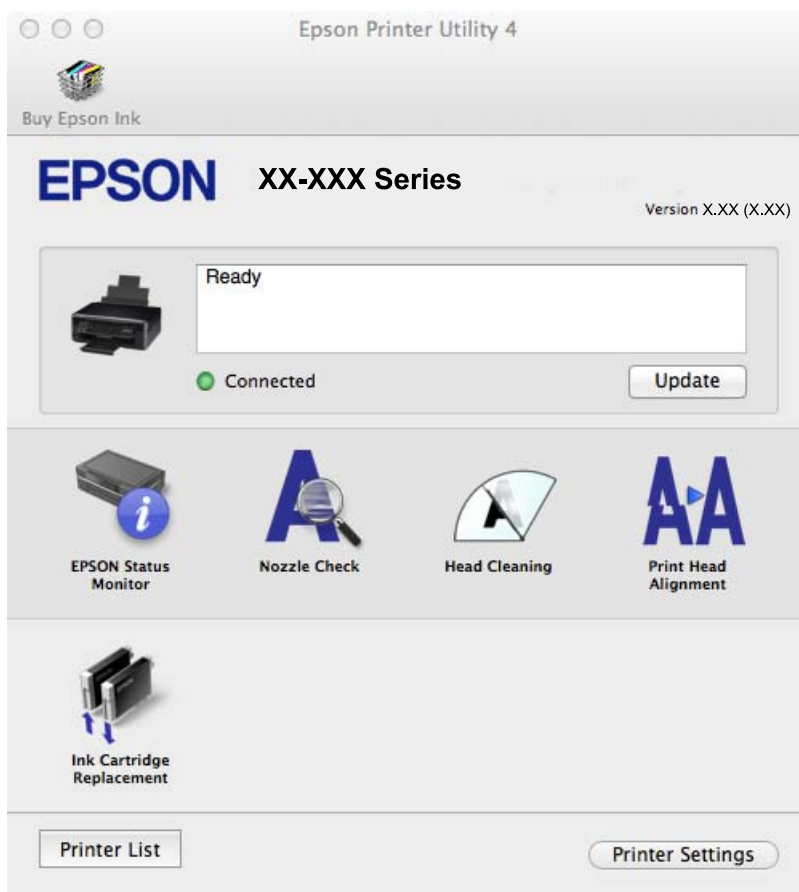 Epson Printer Utility 4
Buy Epson Ink
EPSON XX-XXX Series
Version X.XX (X.XX)
Ready
Connected
Update
EPSON Status
Monitor
Nozzle Check
Head Cleaning
Print Head
Alignment
Ink Cartridge
Replacement
Printer List
Printer Settings